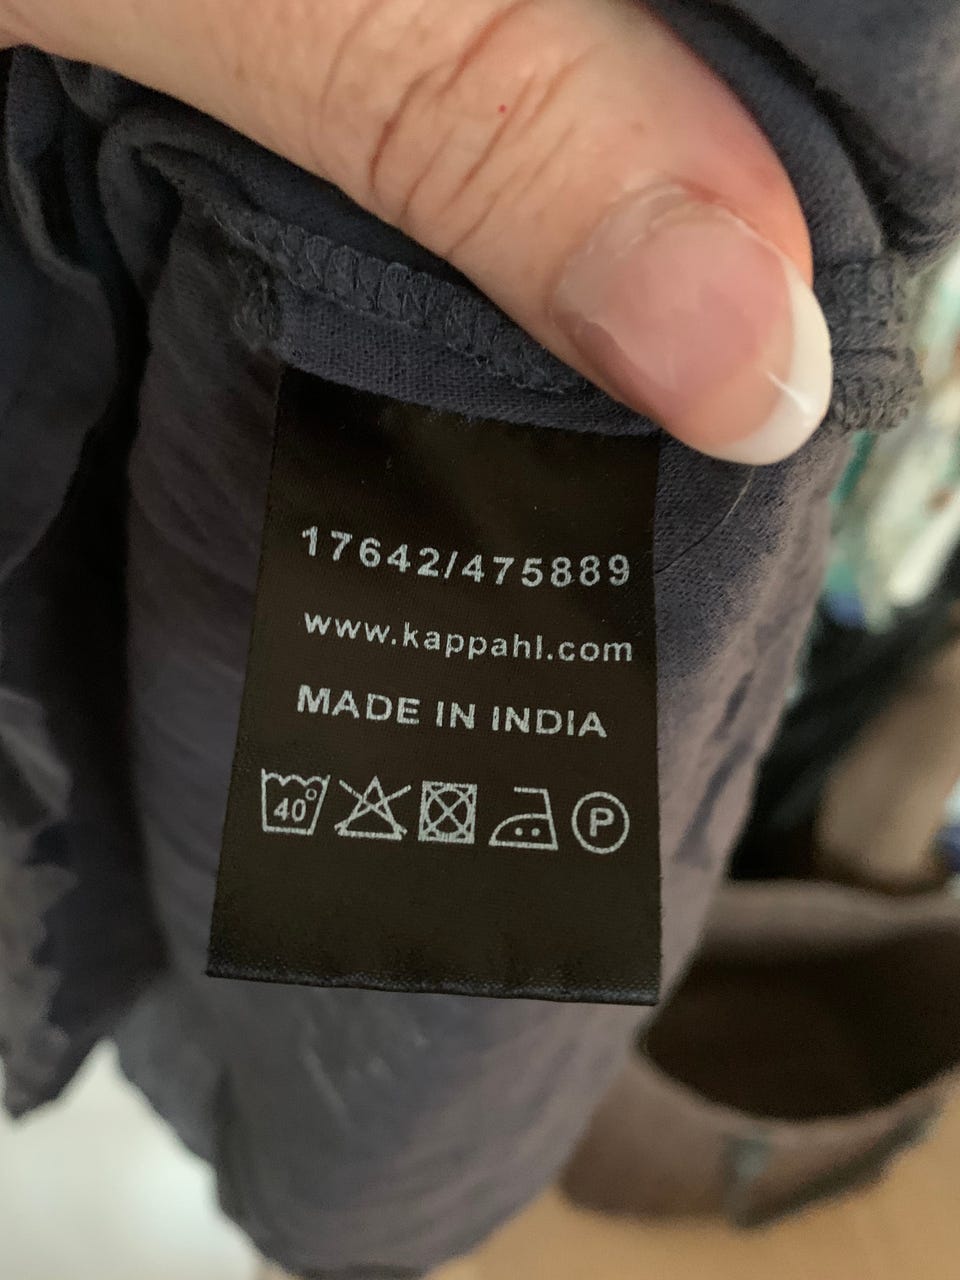 17642/475889
www.kappahl.com
MADE IN INDIA
40° P